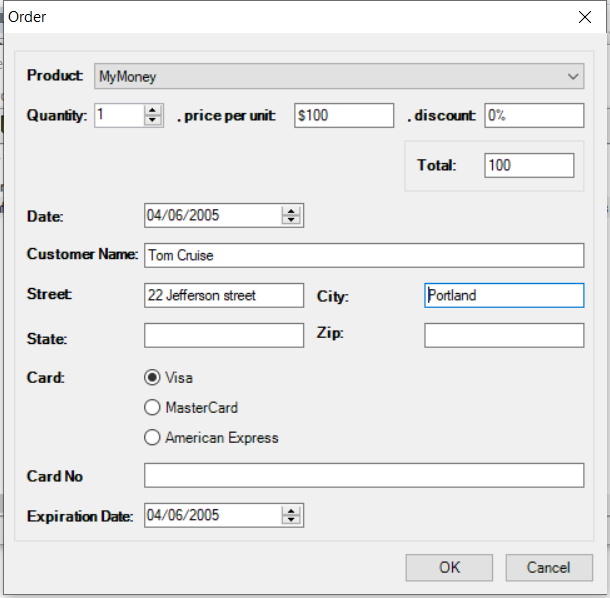 Order
Product: MyMoney
Quantity: 1 , price per unit: $100 , discount: 0%
Total: 100
Date: 04/06/2005
Customer Name: Tom Cruise
Street: 22 Jefferson street City: Portland
State: Zip:
Card: Visa
MasterCard
American Express
Card No
Expiration Date: 04/06/2005
OK Cancel